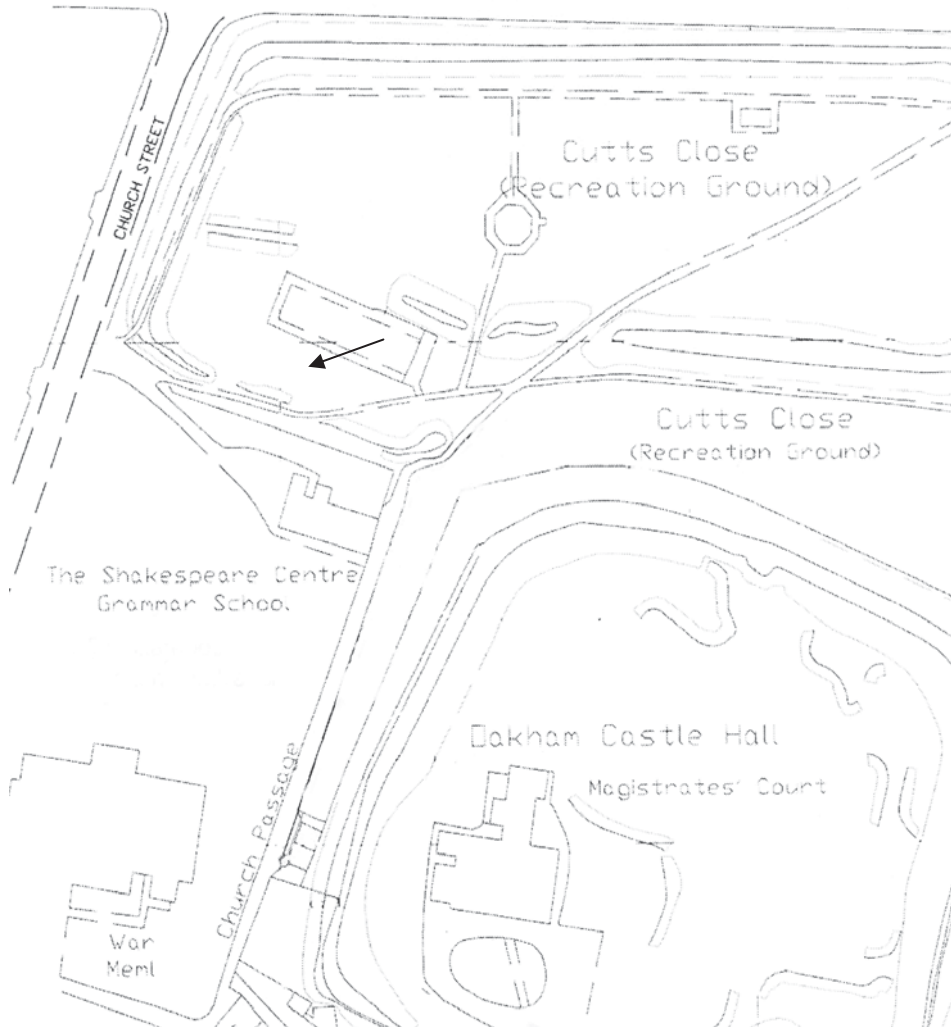 CHURCH STREET
Cutts Close
(Recreation Ground)
Cutts Close
(Recreation Ground)
The Shakespeare Centre
Grammar School
Oakham Castle Hall
Magistrates' Court
Church Passage
War
Meml